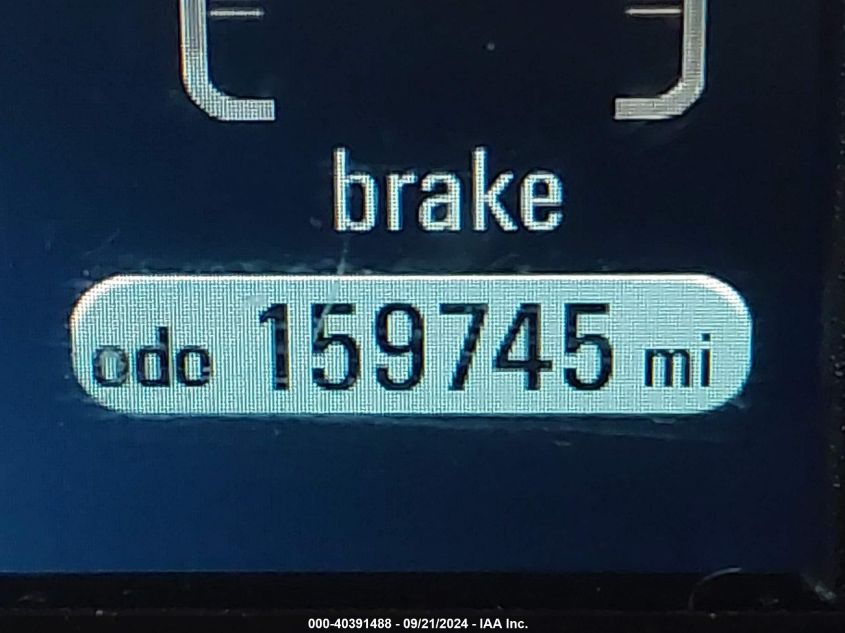 brake
odo 159745 mi
000-40391488 - 09/21/2024 - IAA Inc.